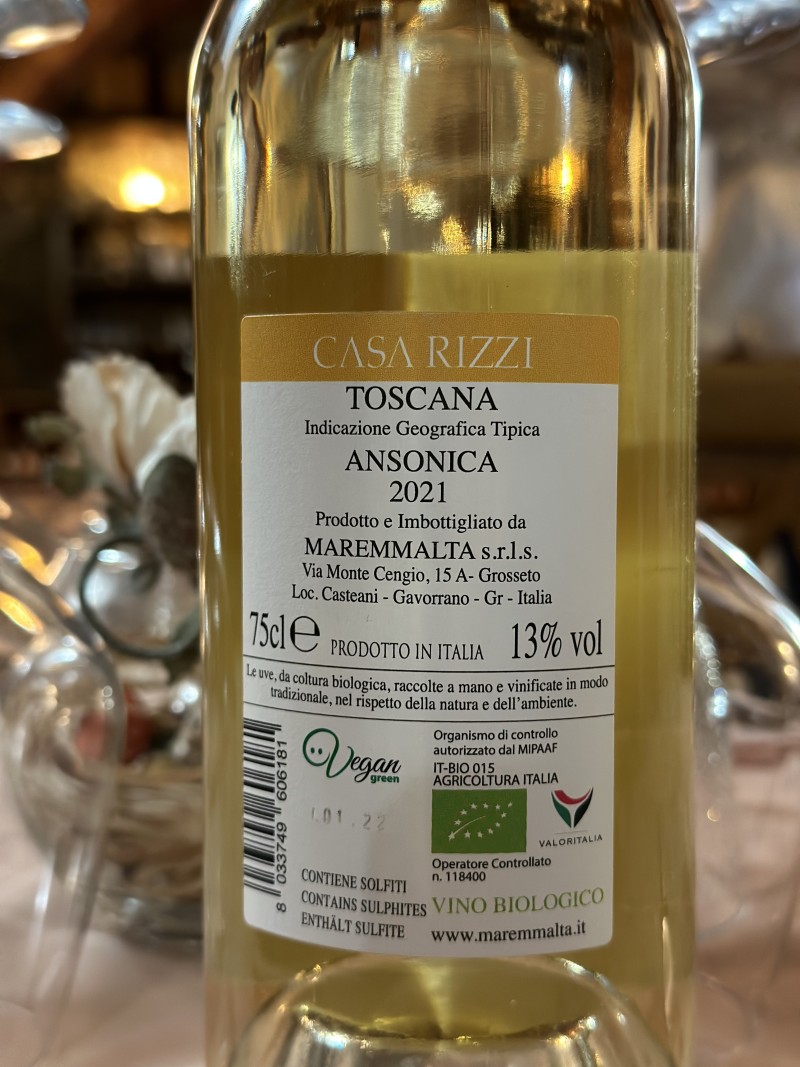 CASA RIZZI
TOSCANA
Indicazione Geografica Tipica
ANSONICA
2021
Prodotto e Imbottigliato da
MAREMMALTA s.r.l.s.
Via Monte Cengio, 15 A- Grosseto
Loc. Casteani - Gavorrano - Gr - Italia
75cl e PRODOTTO IN ITALIA 13% vol
Le uve, da coltura biologica, raccolte a mano e vinificate in modo
tradizionale, nel rispetto della natura e dell'ambiente.
8 033749 606181
Vegan
green
Organismo di controllo
autorizzato dal MIPAAF
IT-BIO 015
AGRICOLTURA ITALIA
VALORITALIA
Operatore Controllato
n. 118400
CONTIENE SOLFITI
CONTAINS SULPHITES
ENTHÄLT SULFITE
VINO BIOLOGICO
www.maremmalta.it